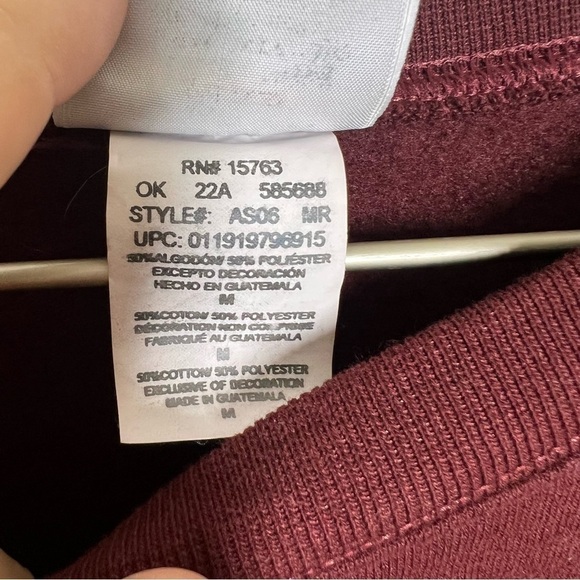 RN# 15763
OK 22A 585688
STYLE#: AS06 MR
UPC: 011919796915
50%ALGODÓN/ 50% POLIÉSTER
EXCEPTO DECORACIÓN
HECHO EN GUATEMALA
M
50%COTON/ 50% POLYESTER
DÉCORATION NON COMPRISE
FABRIQUÉ AU GUATEMALA
M
50%COTTON/ 50% POLYESTER
EXCLUSIVE OF DECORATION
MADE IN GUATEMALA
M